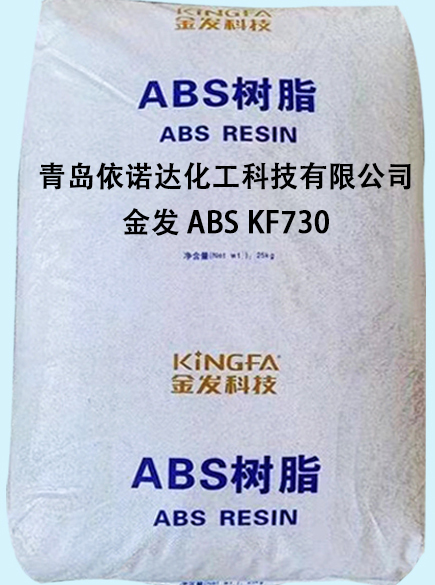 KINGFA
金发科技
ABS树脂
ABS RESIN
青岛依诺达化工科技有限公司
金发 ABS KF730
净含量(Net wt), 25kg
KINGFA
金发科技
ABS树脂
ABS RESIN